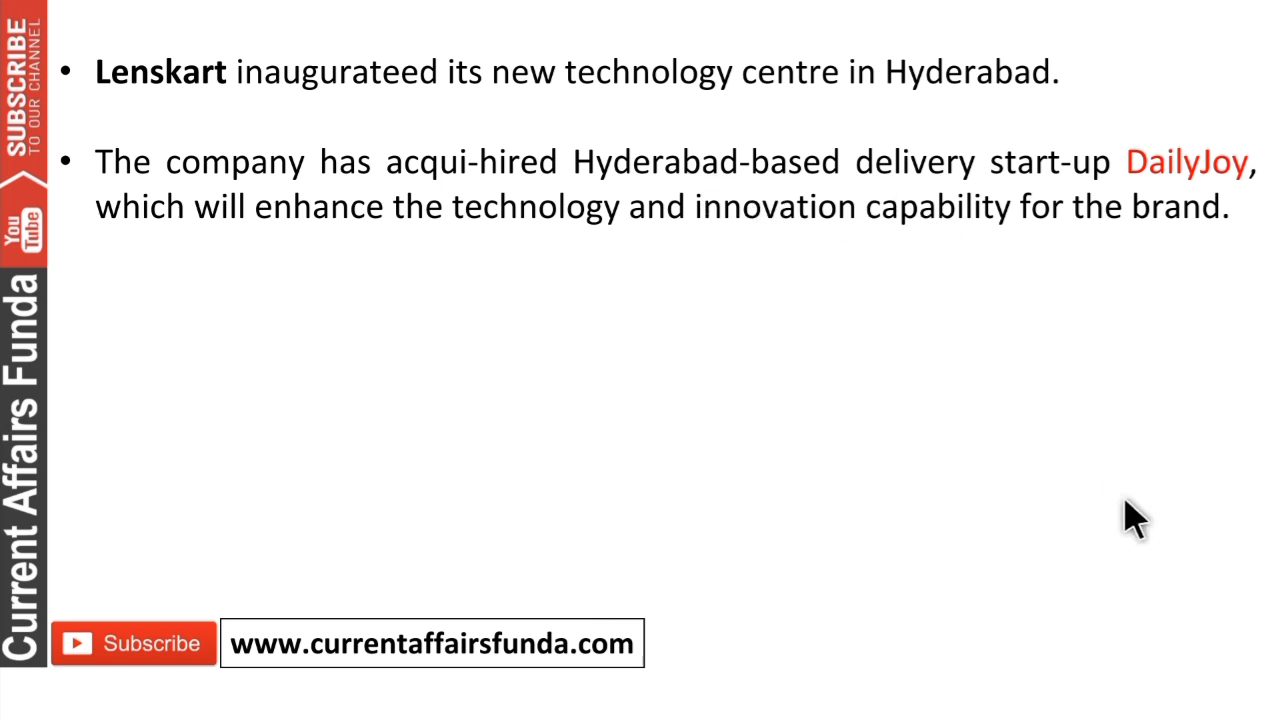 • Lenskart inaugurateed its new technology centre in Hyderabad.
• The company has acqui-hired Hyderabad-based delivery start-up DailyJoy,
which will enhance the technology and innovation capability for the brand.
SUBSCRIBE
TO OUR CHANNEL
You
Tube
Current Affairs Funda
Subscribe
www.currentaffairsfunda.com